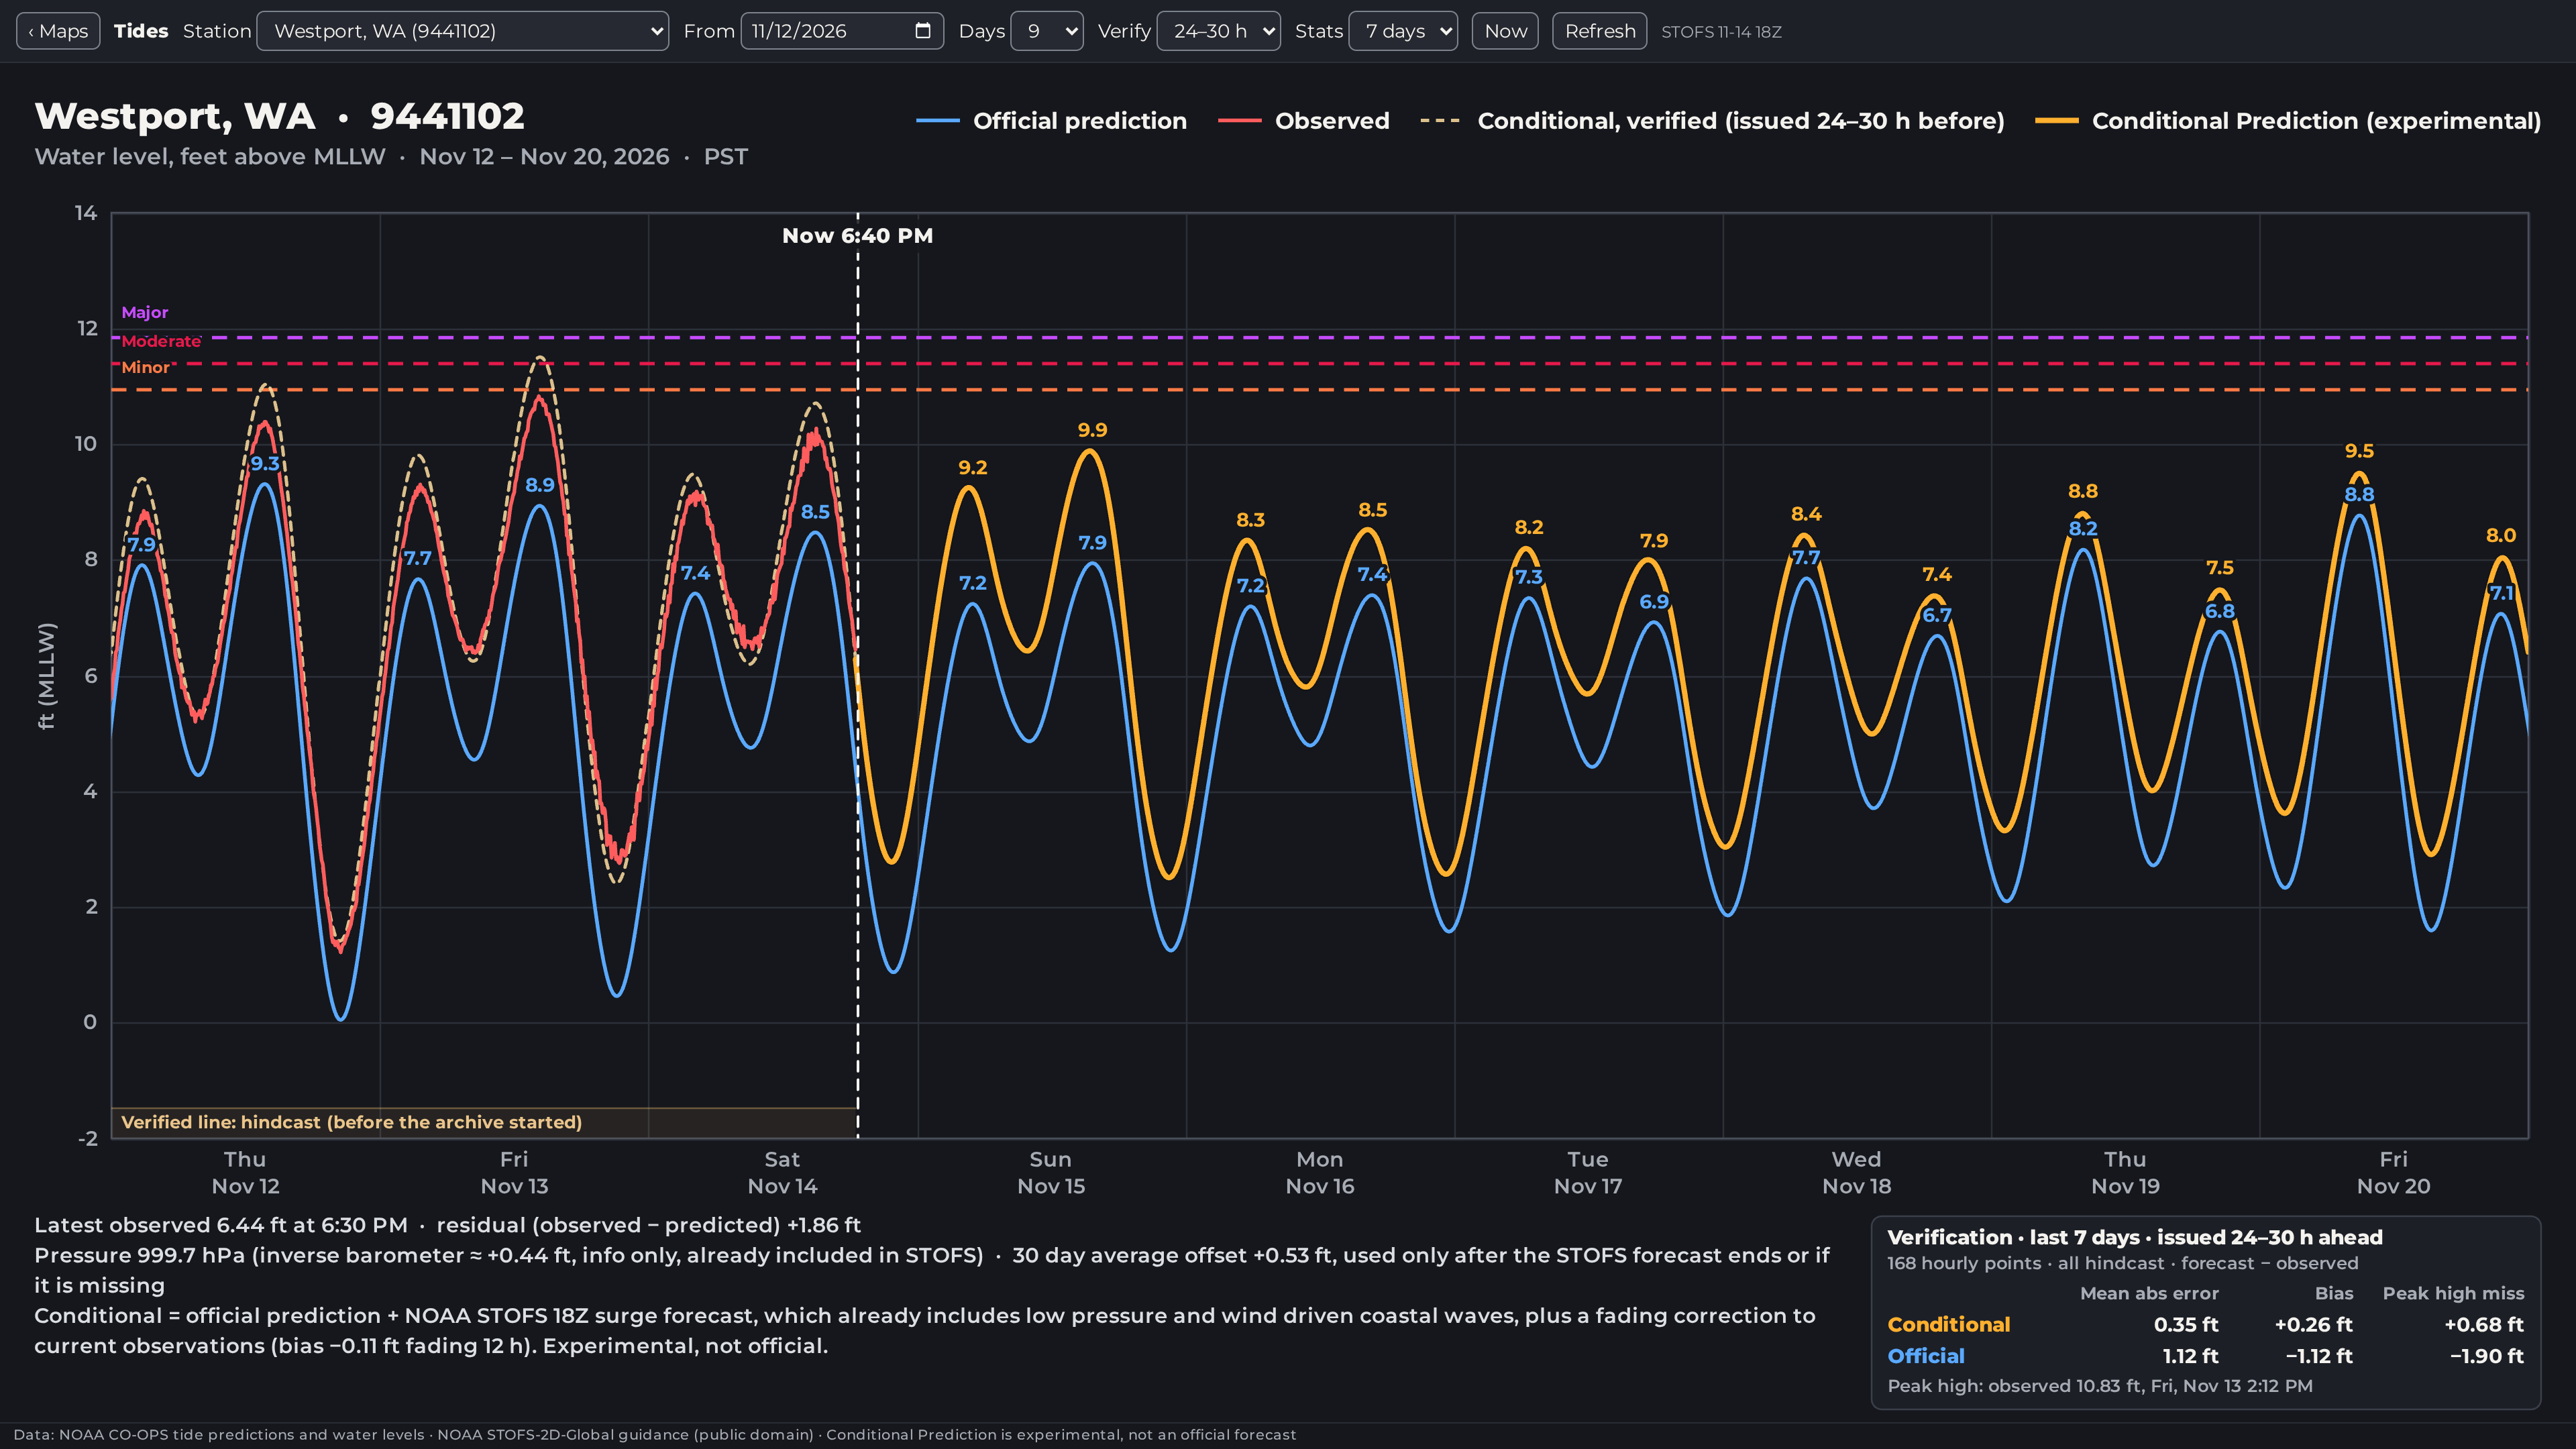 ‹ Maps Tides Station Westport, WA (9441102) From 11/12/2026 Days 9 Verify 24–30 h Stats 7 days Now Refresh STOFS 11-14 18Z
Westport, WA · 9441102
Water level, feet above MLLW · Nov 12 – Nov 20, 2026 · PST
Official prediction Observed Conditional, verified (issued 24–30 h before) Conditional Prediction (experimental)
Now 6:40 PM
ft (MLLW)
14
12
10
8
6
4
2
0
-2
Major
Moderate
Minor
7.9
9.3
7.7
8.9
7.4
8.5
9.2
7.2
9.9
7.9
8.3
7.2
8.5
7.4
8.2
7.3
7.9
6.9
8.4
7.7
7.4
6.7
8.8
8.2
7.5
6.8
9.5
8.8
8.0
7.1
Verified line: hindcast (before the archive started)
Thu Fri Sat Sun Mon Tue Wed Thu Fri
Nov 12 Nov 13 Nov 14 Nov 15 Nov 16 Nov 17 Nov 18 Nov 19 Nov 20
Latest observed 6.44 ft at 6:30 PM · residual (observed − predicted) +1.86 ft
Pressure 999.7 hPa (inverse barometer ≈ +0.44 ft, info only, already included in STOFS) · 30 day average offset +0.53 ft, used only after the STOFS forecast ends or if
it is missing
Conditional = official prediction + NOAA STOFS 18Z surge forecast, which already includes low pressure and wind driven coastal waves, plus a fading correction to
current observations (bias −0.11 ft fading 12 h). Experimental, not official.
Verification · last 7 days · issued 24–30 h ahead
168 hourly points · all hindcast · forecast − observed
Mean abs error Bias Peak high miss
Conditional 0.35 ft +0.26 ft +0.68 ft
Official 1.12 ft −1.12 ft −1.90 ft
Peak high: observed 10.83 ft, Fri, Nov 13 2:12 PM
Data: NOAA CO-OPS tide predictions and water levels · NOAA STOFS-2D-Global guidance (public domain) · Conditional Prediction is experimental, not an official forecast